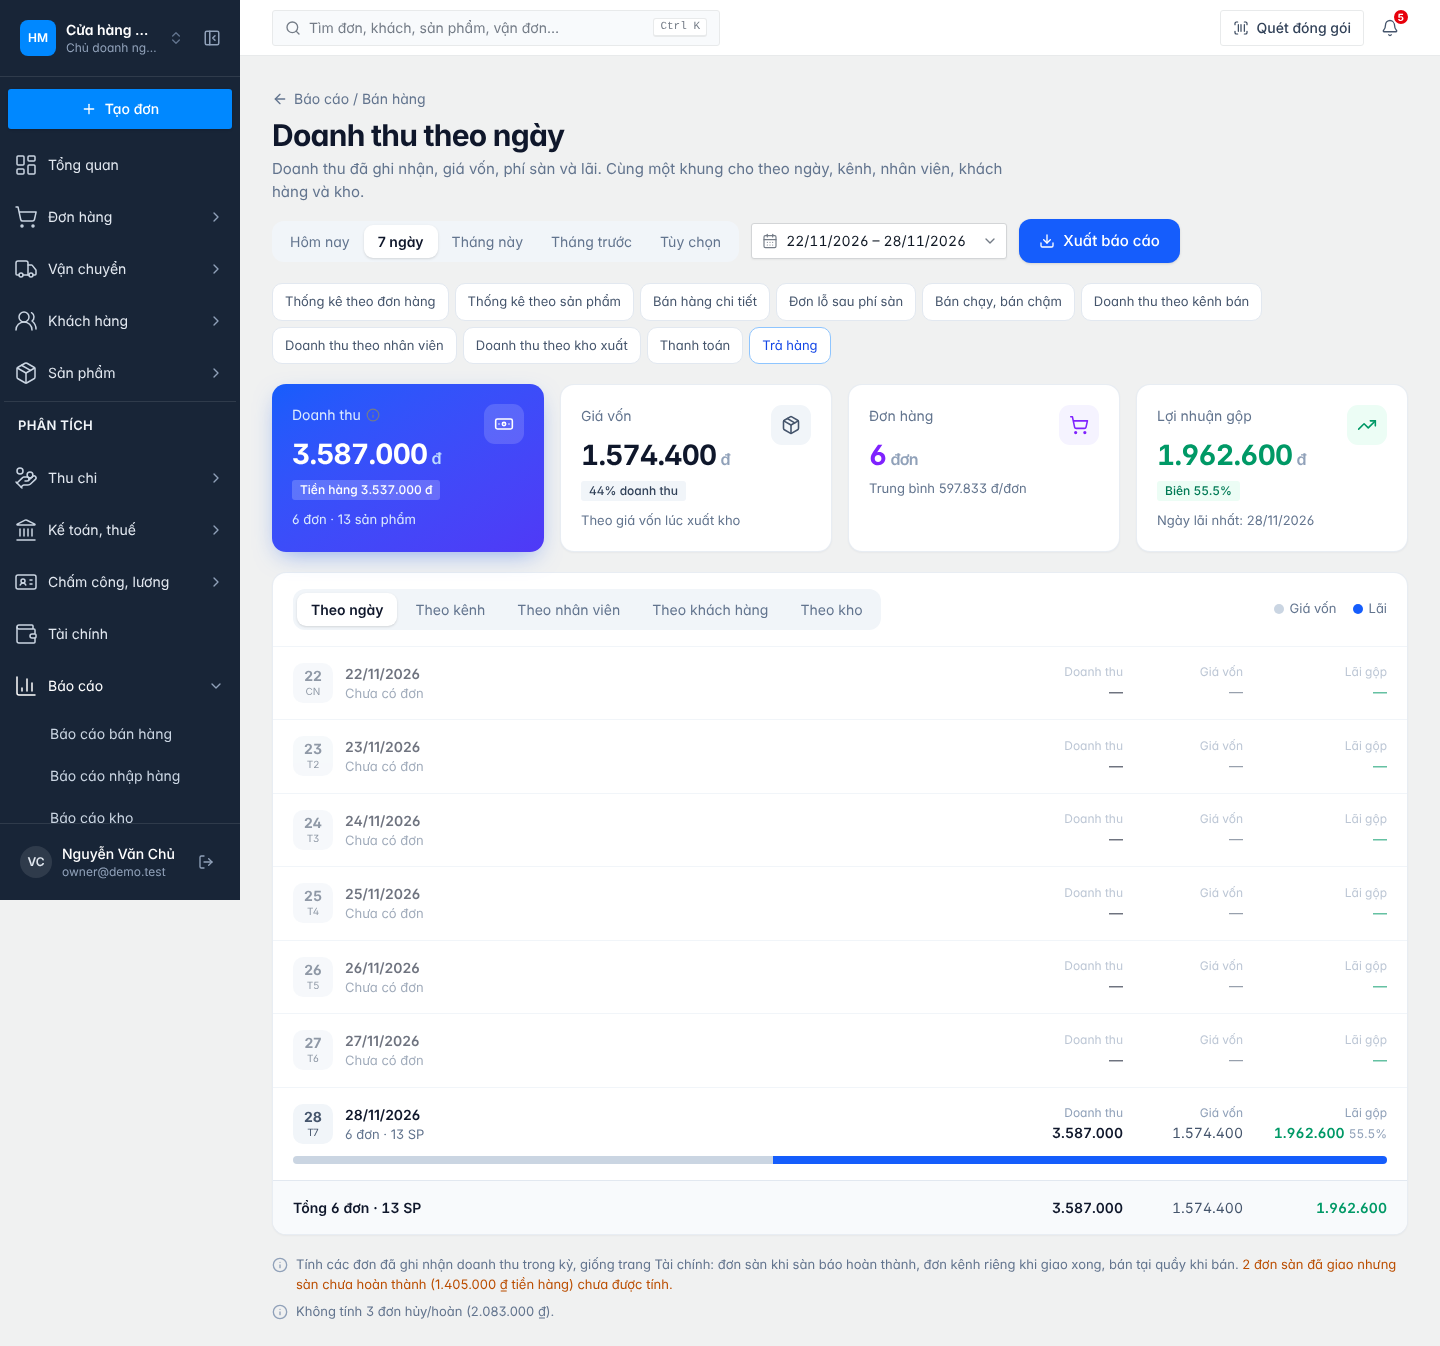 HM
Cửa hàng ...
Chủ doanh ng...
Tìm đơn, khách, sản phẩm, vận đơn...
Ctrl K
Quét đóng gói
5
Tạo đơn
Tổng quan
Đơn hàng
Vận chuyển
Khách hàng
Sản phẩm
PHÂN TÍCH
Thu chi
Kế toán, thuế
Chấm công, lương
Tài chính
Báo cáo
Báo cáo bán hàng
Báo cáo nhập hàng
Báo cáo kho
VC
Nguyễn Văn Chủ
owner@demo.test
Báo cáo / Bán hàng
Doanh thu theo ngày
Doanh thu đã ghi nhận, giá vốn, phí sàn và lãi. Cùng một khung cho theo ngày, kênh, nhân viên, khách
hàng và kho.
Hôm nay
7 ngày
Tháng này
Tháng trước
Tùy chọn
22/11/2026 – 28/11/2026
Xuất báo cáo
Thống kê theo đơn hàng
Thống kê theo sản phẩm
Bán hàng chi tiết
Đơn lỗ sau phí sàn
Bán chạy, bán chậm
Doanh thu theo kênh bán
Doanh thu theo nhân viên
Doanh thu theo kho xuất
Thanh toán
Trả hàng
Doanh thu
3.587.000 đ
Tiền hàng 3.537.000 đ
6 đơn · 13 sản phẩm
Giá vốn
1.574.400 đ
44% doanh thu
Theo giá vốn lúc xuất kho
Đơn hàng
6 đơn
Trung bình 597.833 đ/đơn
Lợi nhuận gộp
1.962.600 đ
Biên 55.5%
Ngày lãi nhất: 28/11/2026
Theo ngày
Theo kênh
Theo nhân viên
Theo khách hàng
Theo kho
Giá vốn
Lãi
22
CN
22/11/2026
Chưa có đơn
Doanh thu
—
Giá vốn
—
Lãi gộp
—
23
T2
23/11/2026
Chưa có đơn
Doanh thu
—
Giá vốn
—
Lãi gộp
—
24
T3
24/11/2026
Chưa có đơn
Doanh thu
—
Giá vốn
—
Lãi gộp
—
25
T4
25/11/2026
Chưa có đơn
Doanh thu
—
Giá vốn
—
Lãi gộp
—
26
T5
26/11/2026
Chưa có đơn
Doanh thu
—
Giá vốn
—
Lãi gộp
—
27
T6
27/11/2026
Chưa có đơn
Doanh thu
—
Giá vốn
—
Lãi gộp
—
28
T7
28/11/2026
6 đơn · 13 SP
Doanh thu
3.587.000
Giá vốn
1.574.400
Lãi gộp
1.962.600 55.5%
Tổng 6 đơn · 13 SP
3.587.000
1.574.400
1.962.600
Tính các đơn đã ghi nhận doanh thu trong kỳ, giống trang Tài chính: đơn sàn khi sàn báo hoàn thành, đơn kênh riêng khi giao xong, bán tại quầy khi bán. 2 đơn sàn đã giao nhưng
sàn chưa hoàn thành (1.405.000 ₫ tiền hàng) chưa được tính.
Không tính 3 đơn hủy/hoàn (2.083.000 ₫).